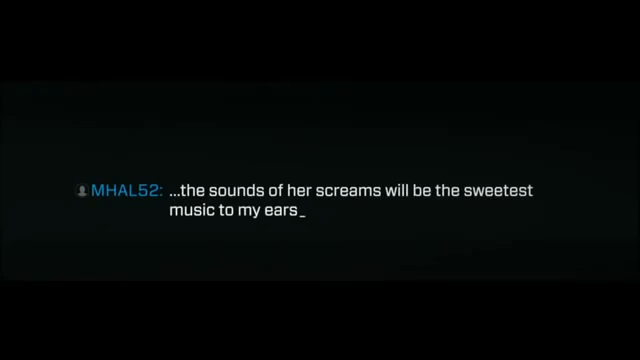 MHAL52: ...the sounds of her screams will be the sweetest
music to my ears_